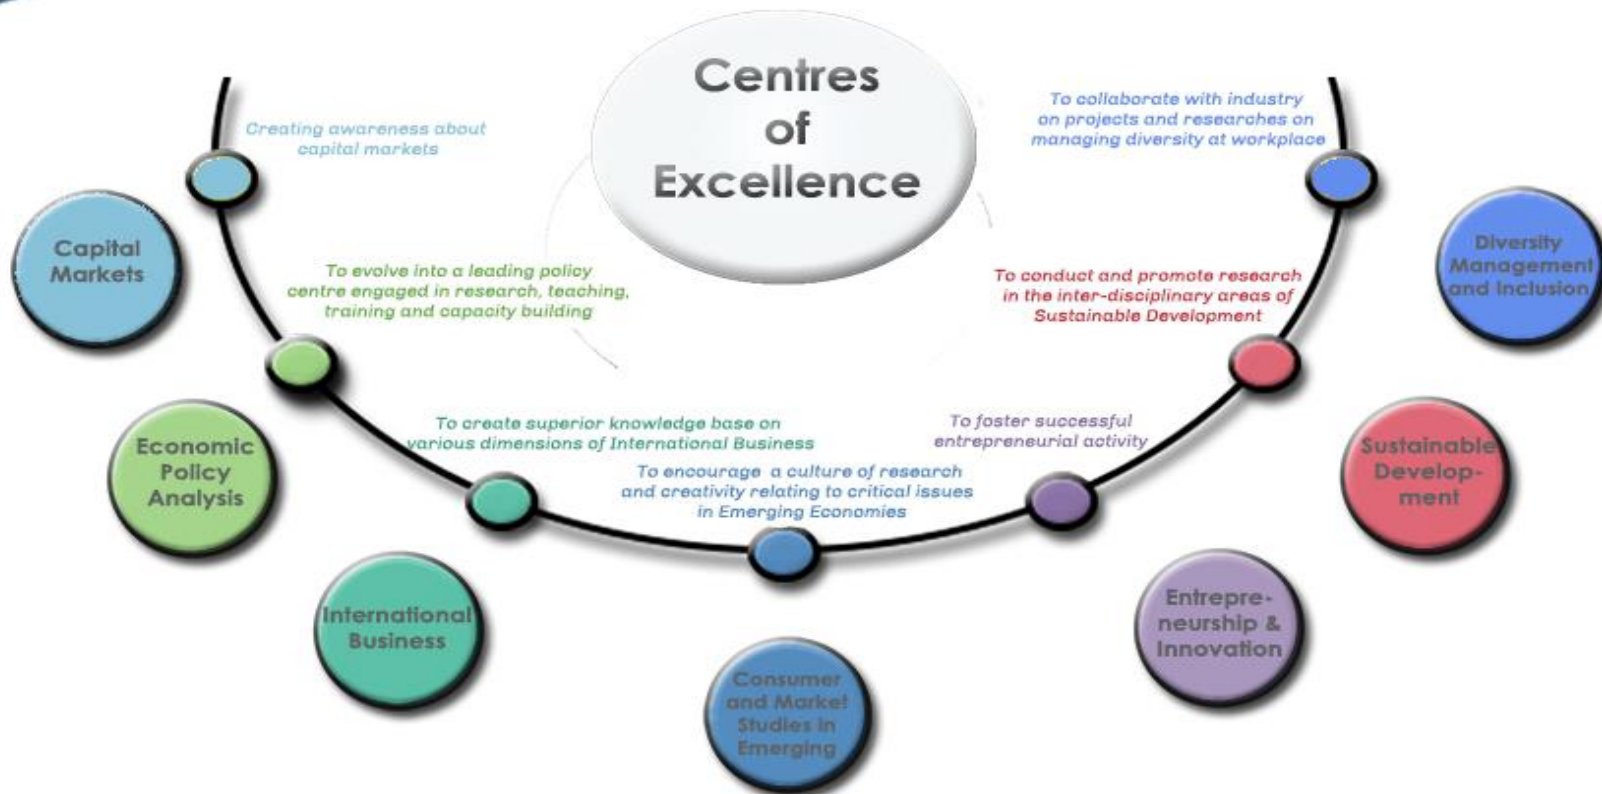 Centres
of
Excellence
Creating awareness about
capital markets
To collaborate with industry
on projects and researches on
managing diversity at workplace
Capital
Markets
Diversity
Management
and Inclusion
To evolve into a leading policy
centre engaged in research, teaching,
training and capacity building
To conduct and promote research
in the inter-disciplinary areas of
Sustainable Development
Economic
Policy
Analysis
To create superior knowledge base on
various dimensions of International Business
To foster successful
entrepreneurial activity
Sustainable
Develop-
ment
To encourage a culture of research
and creativity relating to critical issues
in Emerging Economies
International
Business
Entrepre-
neurship &
Innovation
Consumer
and Market
Studies in
Emerging